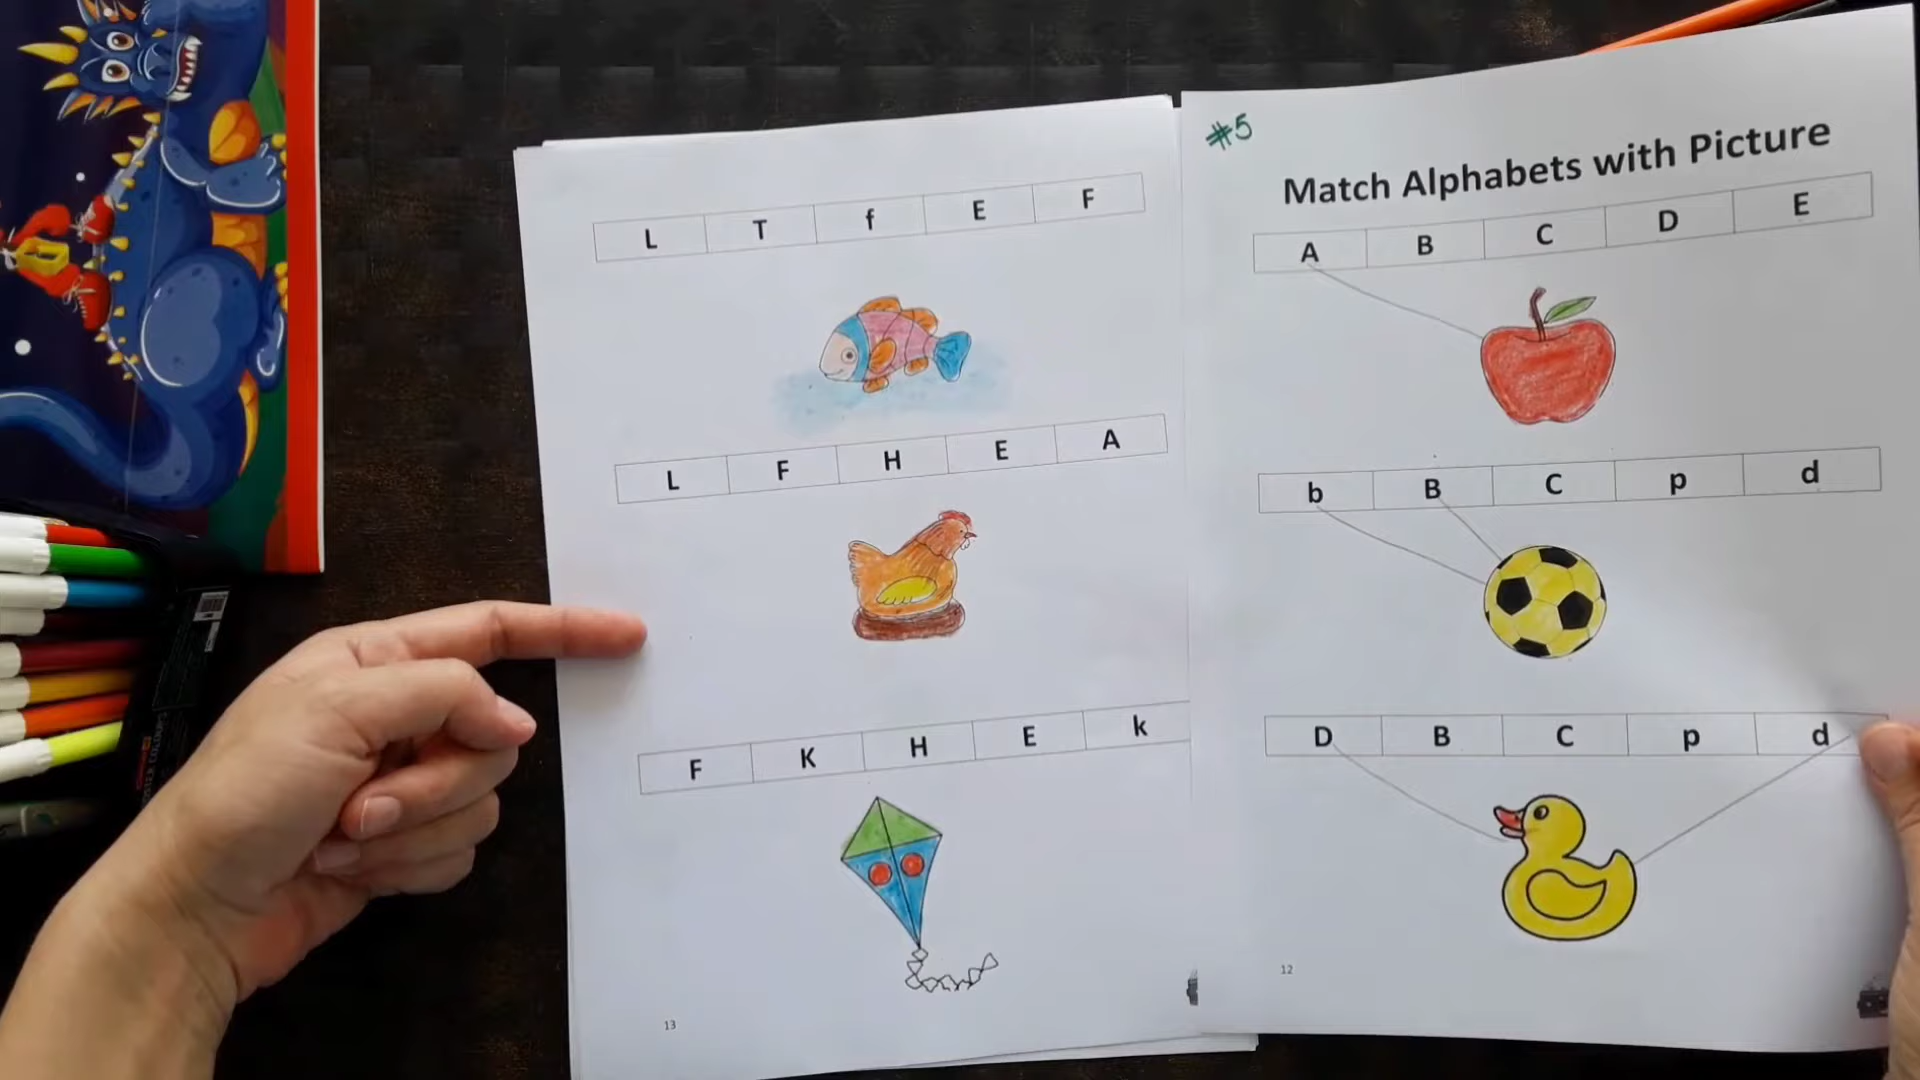 L T f E F
L F H E A
F K H E k
13
#5
Match Alphabets with Picture
A B C D E
b B C p d
D B C p d
12